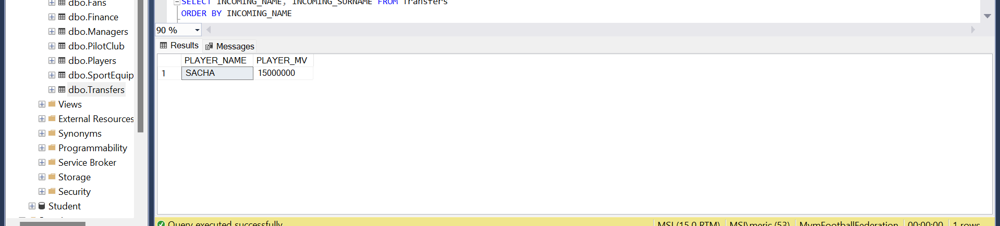 dbo.Fans
dbo.Finance
dbo.Managers
dbo.PilotClub
dbo.Players
dbo.SportEquip
dbo.Transfers
Views
External Resources
Synonyms
Programmability
Service Broker
Storage
Security
Student
SELECT INCOMING_NAME, INCOMING_SURNAME FROM Transfers
ORDER BY INCOMING_NAME
90 %
Results Messages
PLAYER_NAME PLAYER_MV
1 SACHA 15000000
Query executed successfully MSI (15.0 RTM) MSI\meric (53) MvmFootballFederation 00:00:00 1 rows